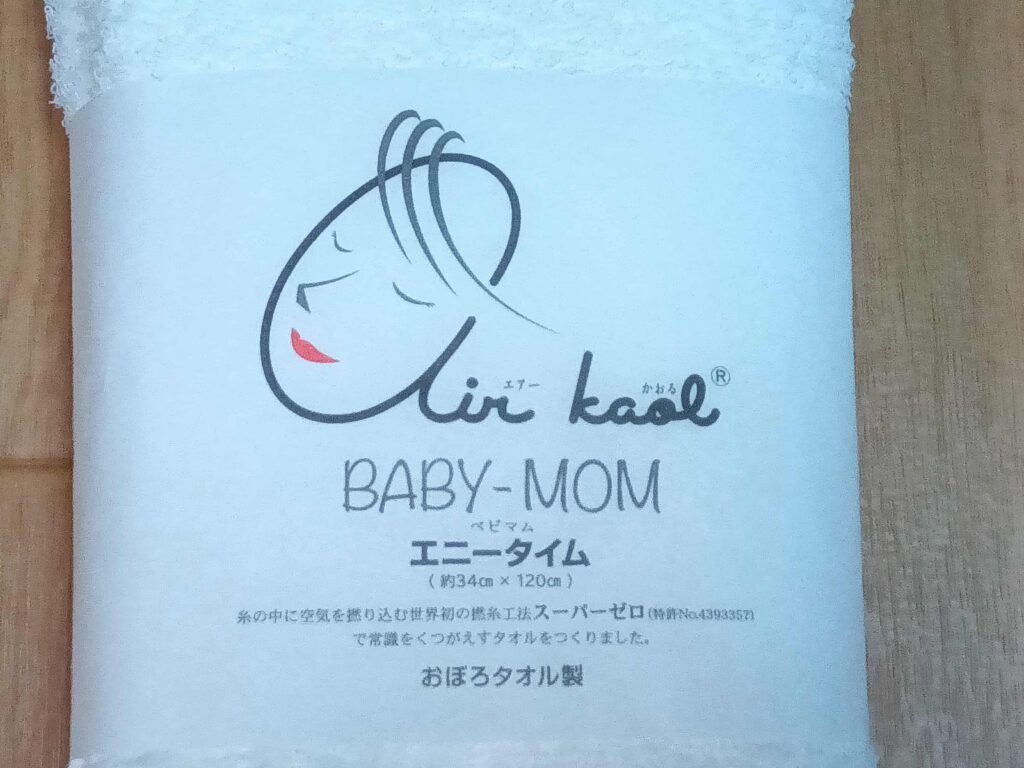 エアー かおる
air kaol®
BABY-MOM
ベビマム
エニータイム
(約34㎝×120㎝)
糸の中に空気を撚り込む世界初の撚糸工法スーパーゼロ(特許No.4393357)
で常識をくつがえすタオルをつくりました。
おぼろタオル製